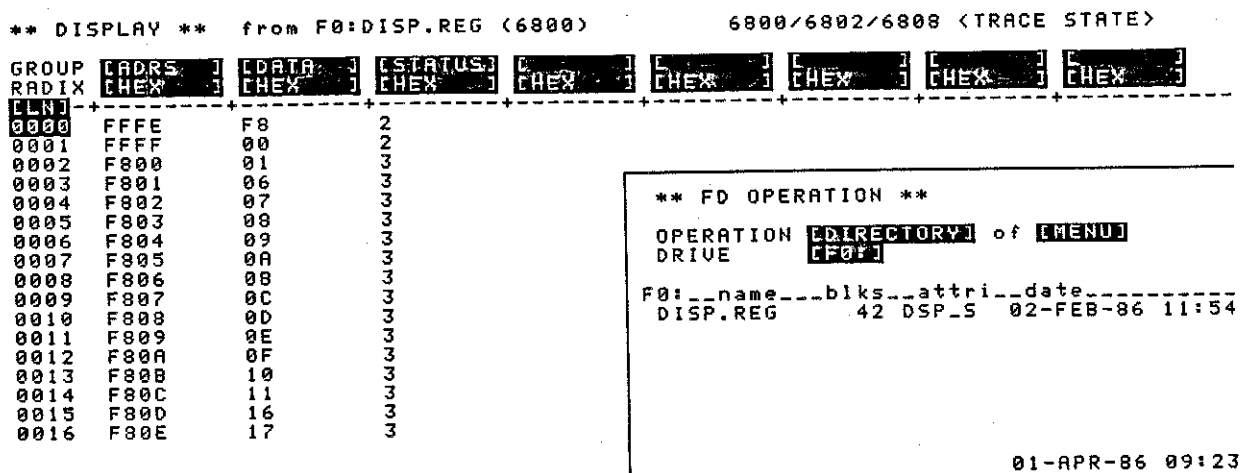 ** DISPLAY ** from F0:DISP.REG (6800) 6800/6802/6808 <TRACE STATE>
GROUP [ADRS ] [DATA ] [STATUS] [ ] [ ] [ ] [ ] [ ]
RADIX [HEX ] [HEX ] [HEX ] [HEX ] [HEX ] [HEX ] [HEX ] [HEX ]
[LN]-+---------+---------+---------+---------+---------+---------+---------+------------
0000 FFFE F8 2
0001 FFFF 00 2
0002 F800 01 3
0003 F801 06 3
0004 F802 07 3
0005 F803 08 3
0006 F804 09 3
0007 F805 0A 3
0008 F806 0B 3
0009 F807 0C 3
0010 F808 0D 3
0011 F809 0E 3
0012 F80A 0F 3
0013 F80B 10 3
0014 F80C 11 3
0015 F80D 16 3
0016 F80E 17 3
** FD OPERATION **
OPERATION [DIRECTORY] of [MENU]
DRIVE [F0:]
F0:__name___blks__attri__date__________
DISP.REG 42 DSP_S 02-FEB-86 11:54
01-APR-86 09:23